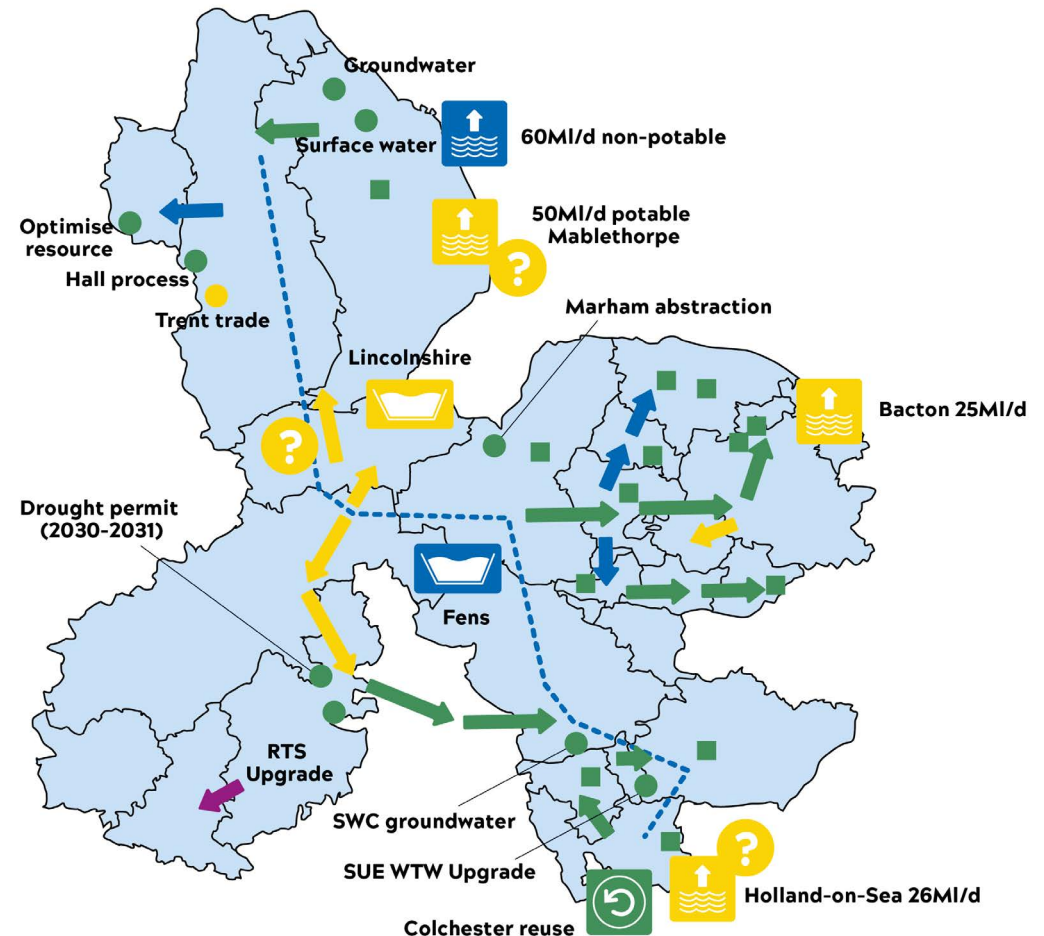 Groundwater
Surface water
60Ml/d non-potable
50Ml/d potable
Mablethorpe
?
Optimise
resource
Hall process
Trent trade
Marham abstraction
Lincolnshire
Bacton 25Ml/d
?
Drought permit
(2030-2031)
Fens
RTS
Upgrade
SWC groundwater
SUE WTW Upgrade
?
Holland-on-Sea 26Ml/d
Colchester reuse